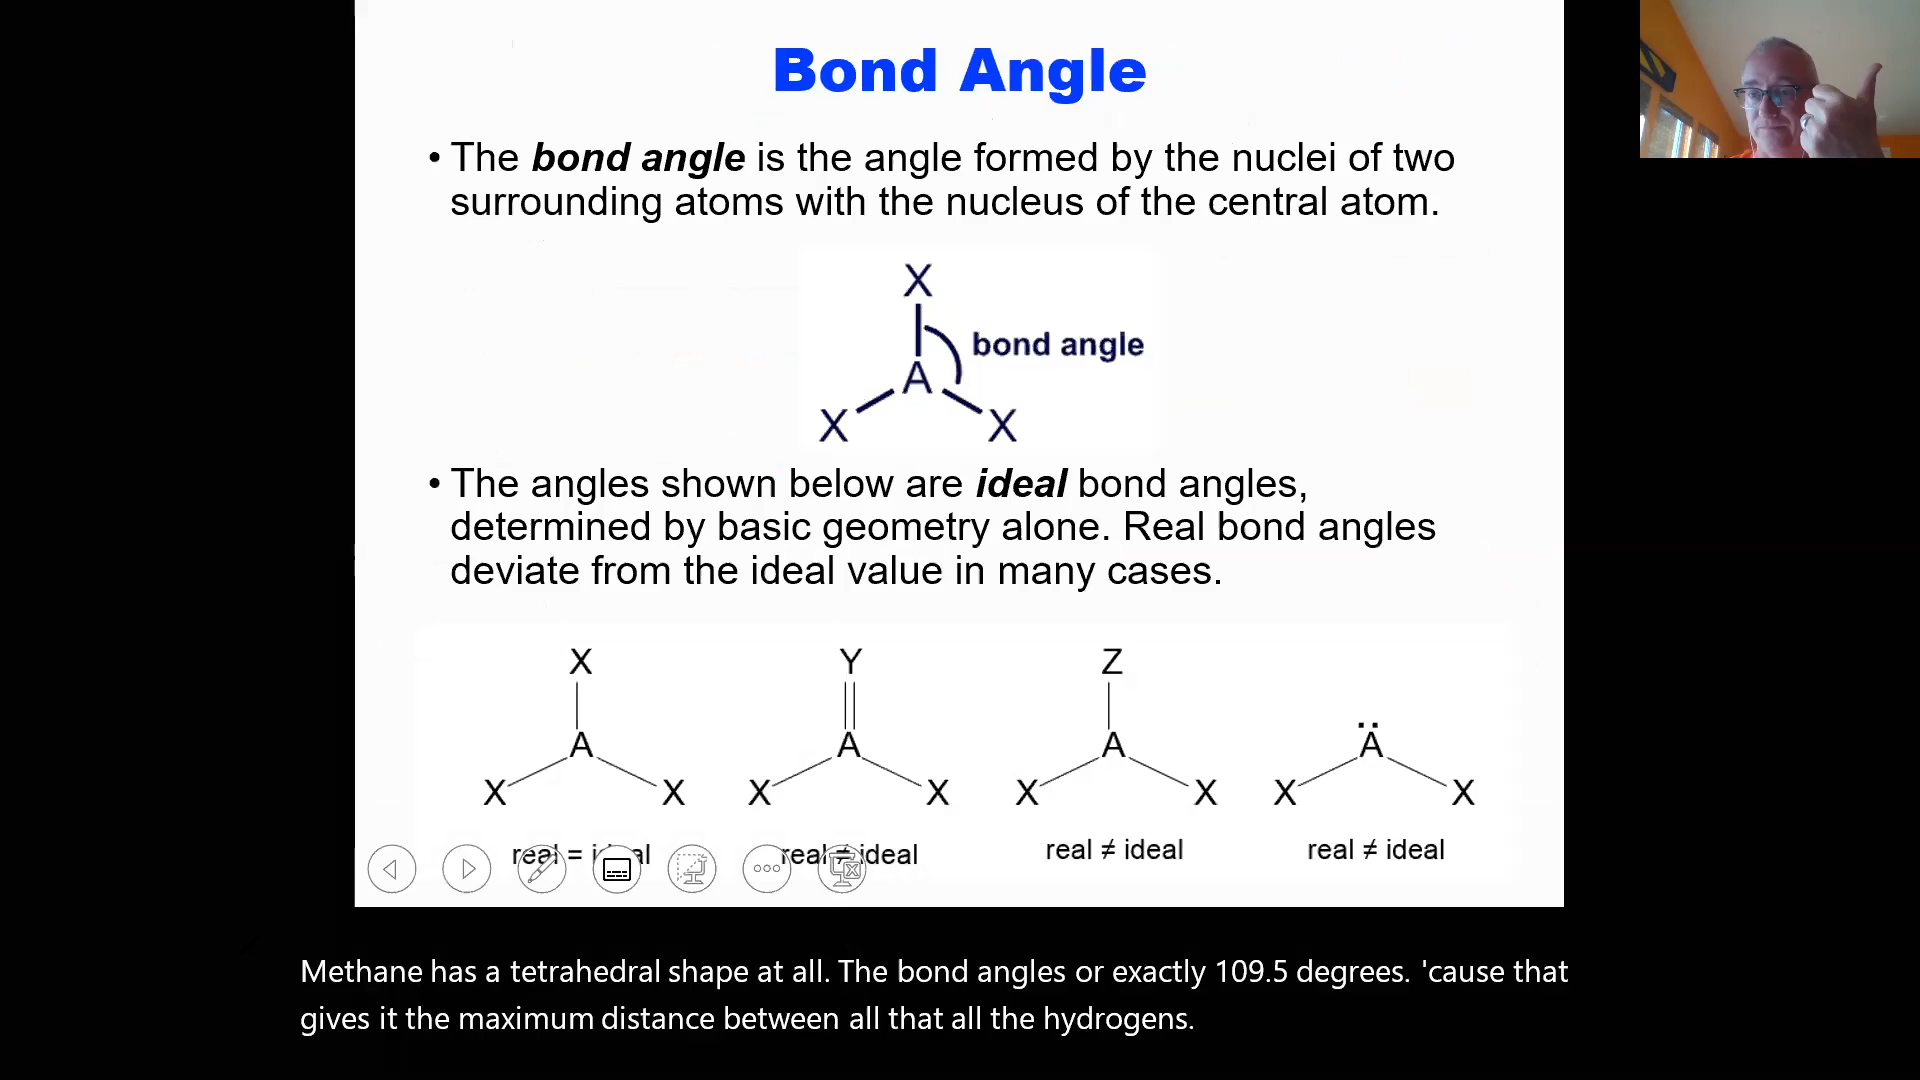 Bond Angle
• The bond angle is the angle formed by the nuclei of two
surrounding atoms with the nucleus of the central atom.
X
bond angle
A
X X
• The angles shown below are ideal bond angles,
determined by basic geometry alone. Real bond angles
deviate from the ideal value in many cases.
X Y Z
A A A Ä
X X X X X X X X
real = ideal real ≠ ideal real ≠ ideal real ≠ ideal
Methane has a tetrahedral shape at all. The bond angles or exactly 109.5 degrees. 'cause that
gives it the maximum distance between all that all the hydrogens.